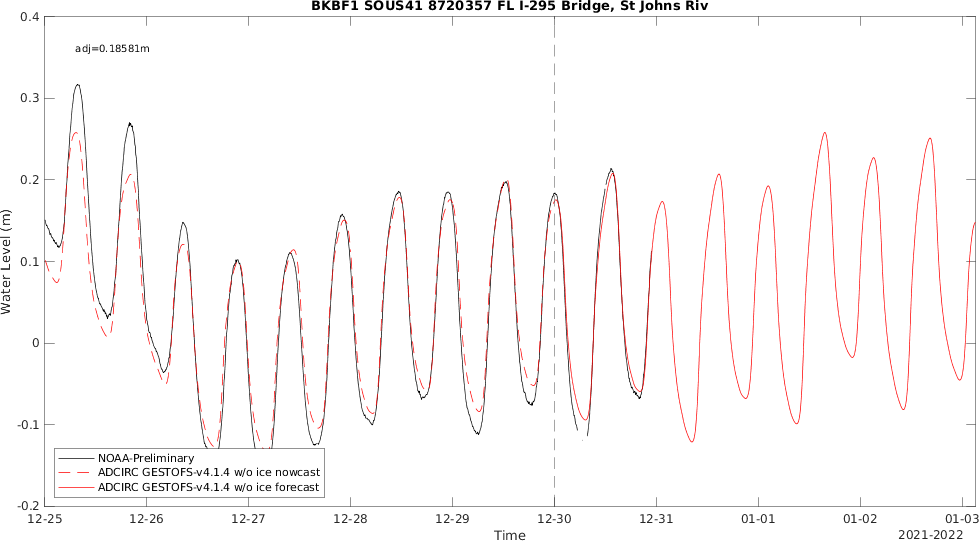 BKBF1 SOUS41 8720357 FL I-295 Bridge, St Johns Riv
adj=0.18581m
0.4
0.3
0.2
0.1
0
-0.1
-0.2
Water Level (m)
NOAA-Preliminary
ADCIRC GESTOFS-v4.1.4 w/o ice nowcast
ADCIRC GESTOFS-v4.1.4 w/o ice forecast
12-25 12-26 12-27 12-28 12-29 12-30 12-31 01-01 01-02 01-03
Time
2021-2022